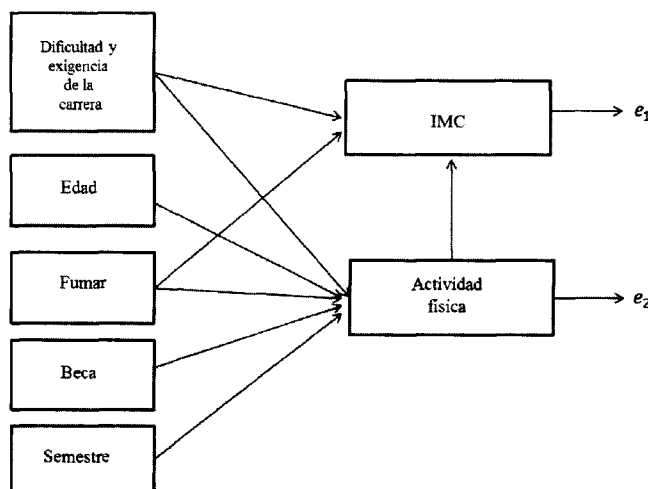 Dificultad y
exigencia
de la
carrera
IMC
e₁
Edad
Fumar
Actividad
física
e₂
Beca
Semestre